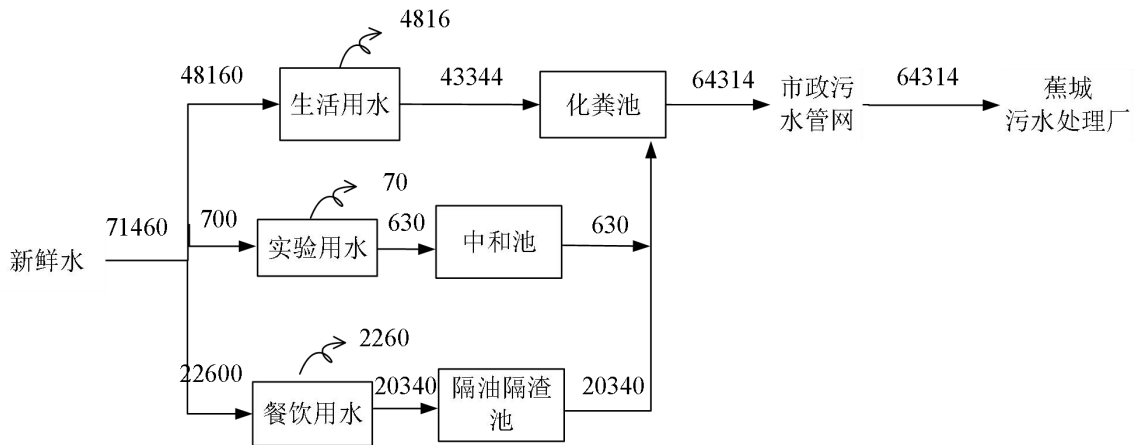 4816
48160
生活用水
43344
化粪池
64314
市政污
水管网
64314
蕉城
污水处理厂
70
71460
700
实验用水
630
中和池
630
新鲜水
2260
22600
餐饮用水
20340
隔油隔渣
池
20340